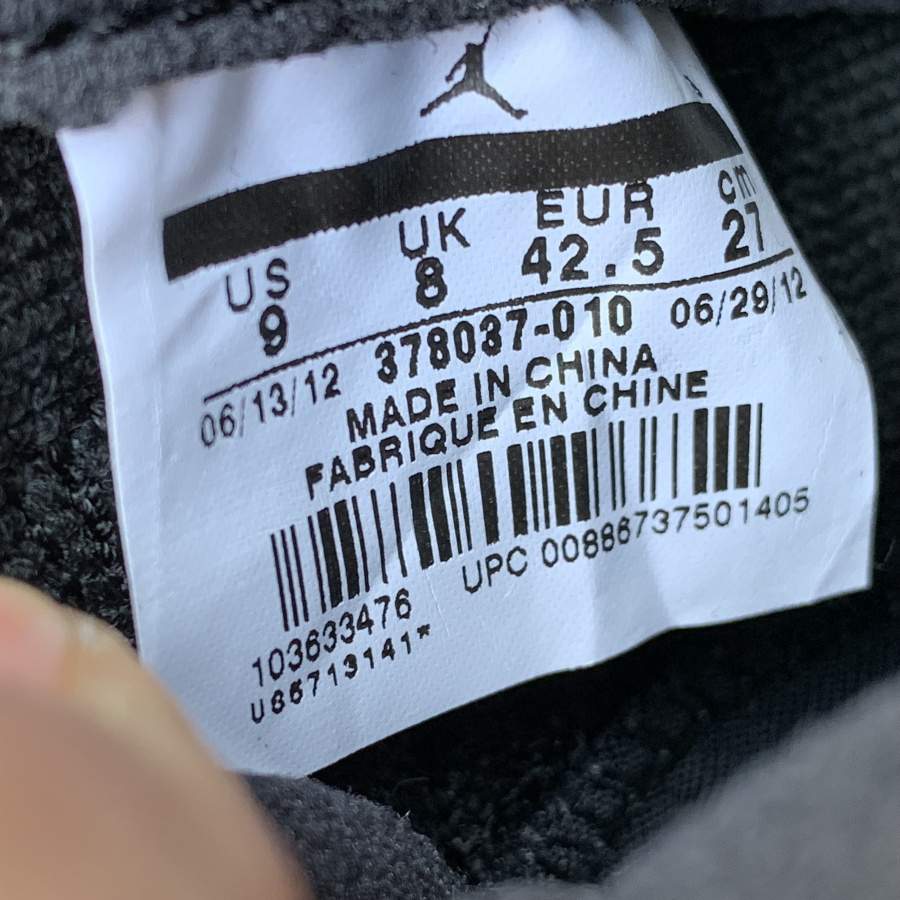 US UK EUR cm
9 8 42.5 27
06/13/12 378037-010 06/29/12
MADE IN CHINA
FABRIQUE EN CHINE
UPC 00886737501405
103633476
U86713141*